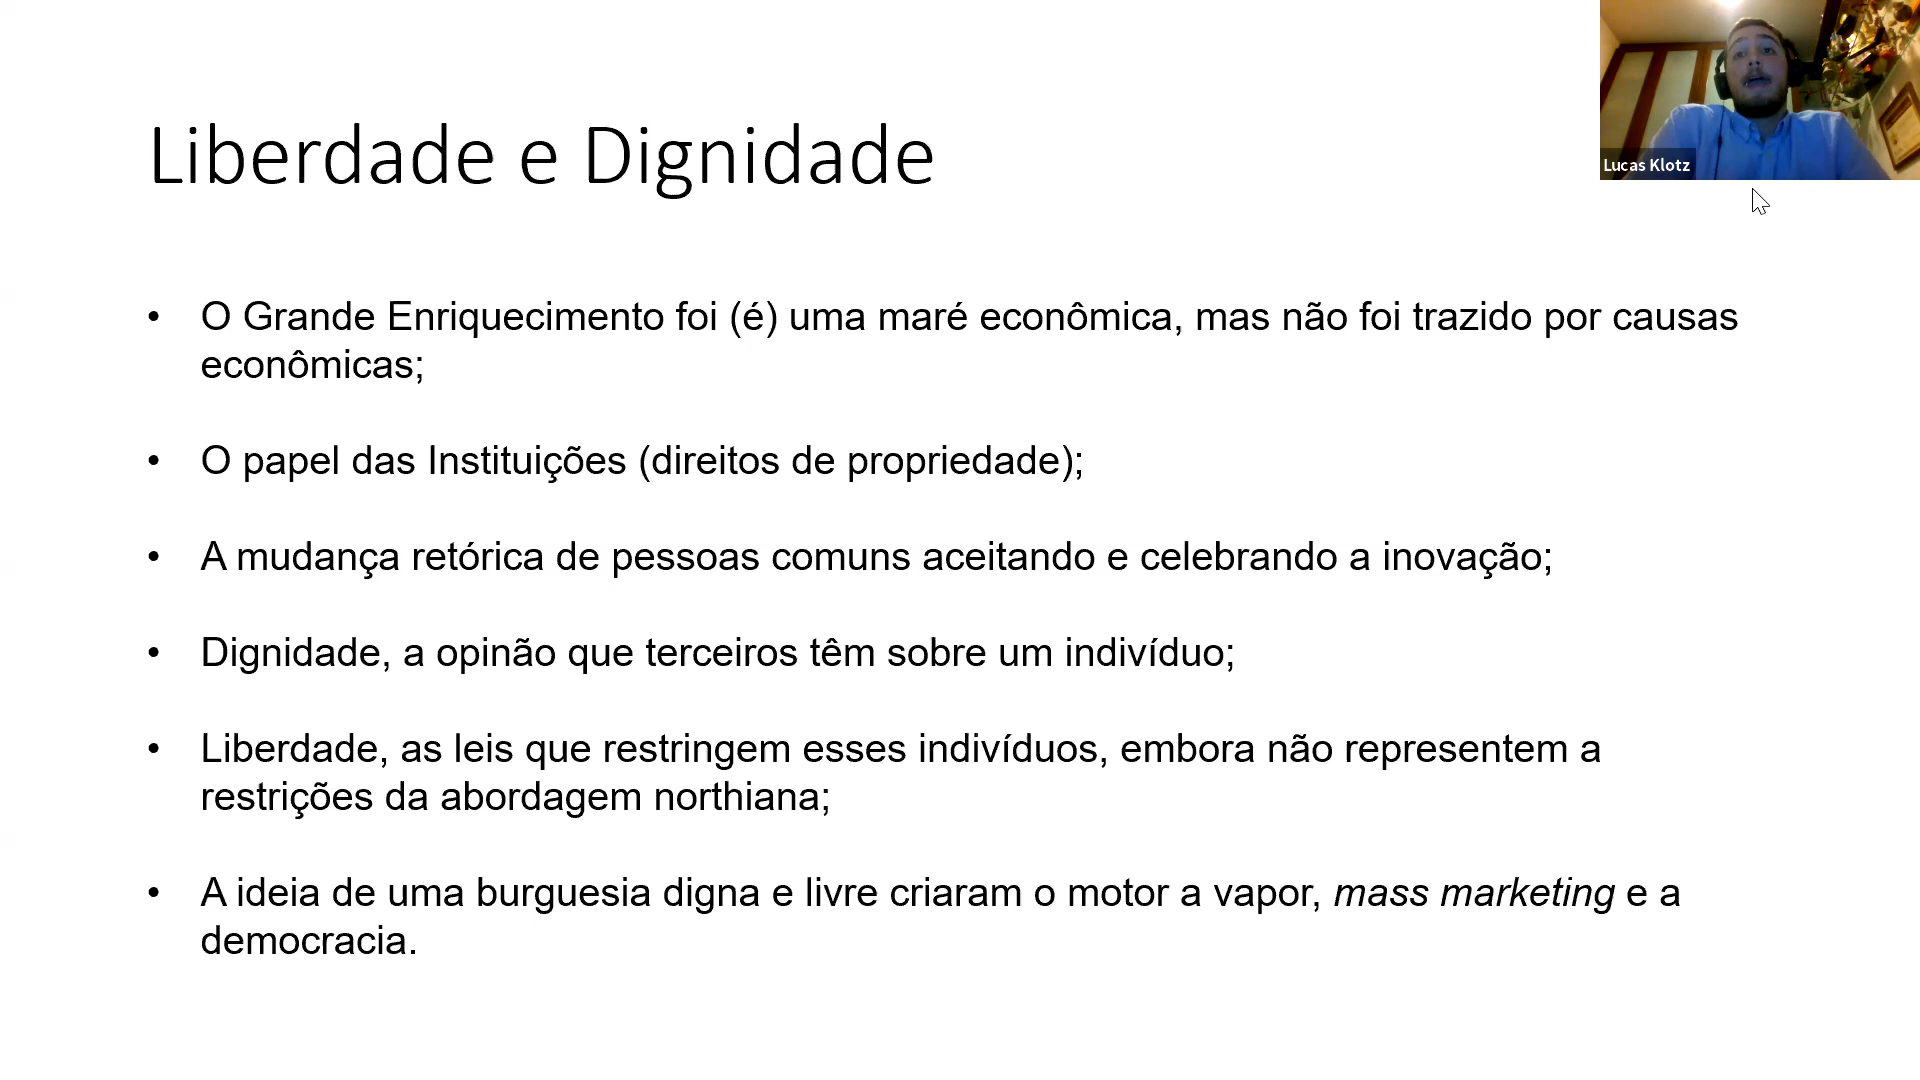 Liberdade e Dignidade
Lucas Klotz
• O Grande Enriquecimento foi (é) uma maré econômica, mas não foi trazido por causas
econômicas;
• O papel das Instituições (direitos de propriedade);
• A mudança retórica de pessoas comuns aceitando e celebrando a inovação;
• Dignidade, a opinão que terceiros têm sobre um indivíduo;
• Liberdade, as leis que restringem esses indivíduos, embora não representem a
restrições da abordagem northiana;
• A ideia de uma burguesia digna e livre criaram o motor a vapor, mass marketing e a
democracia.